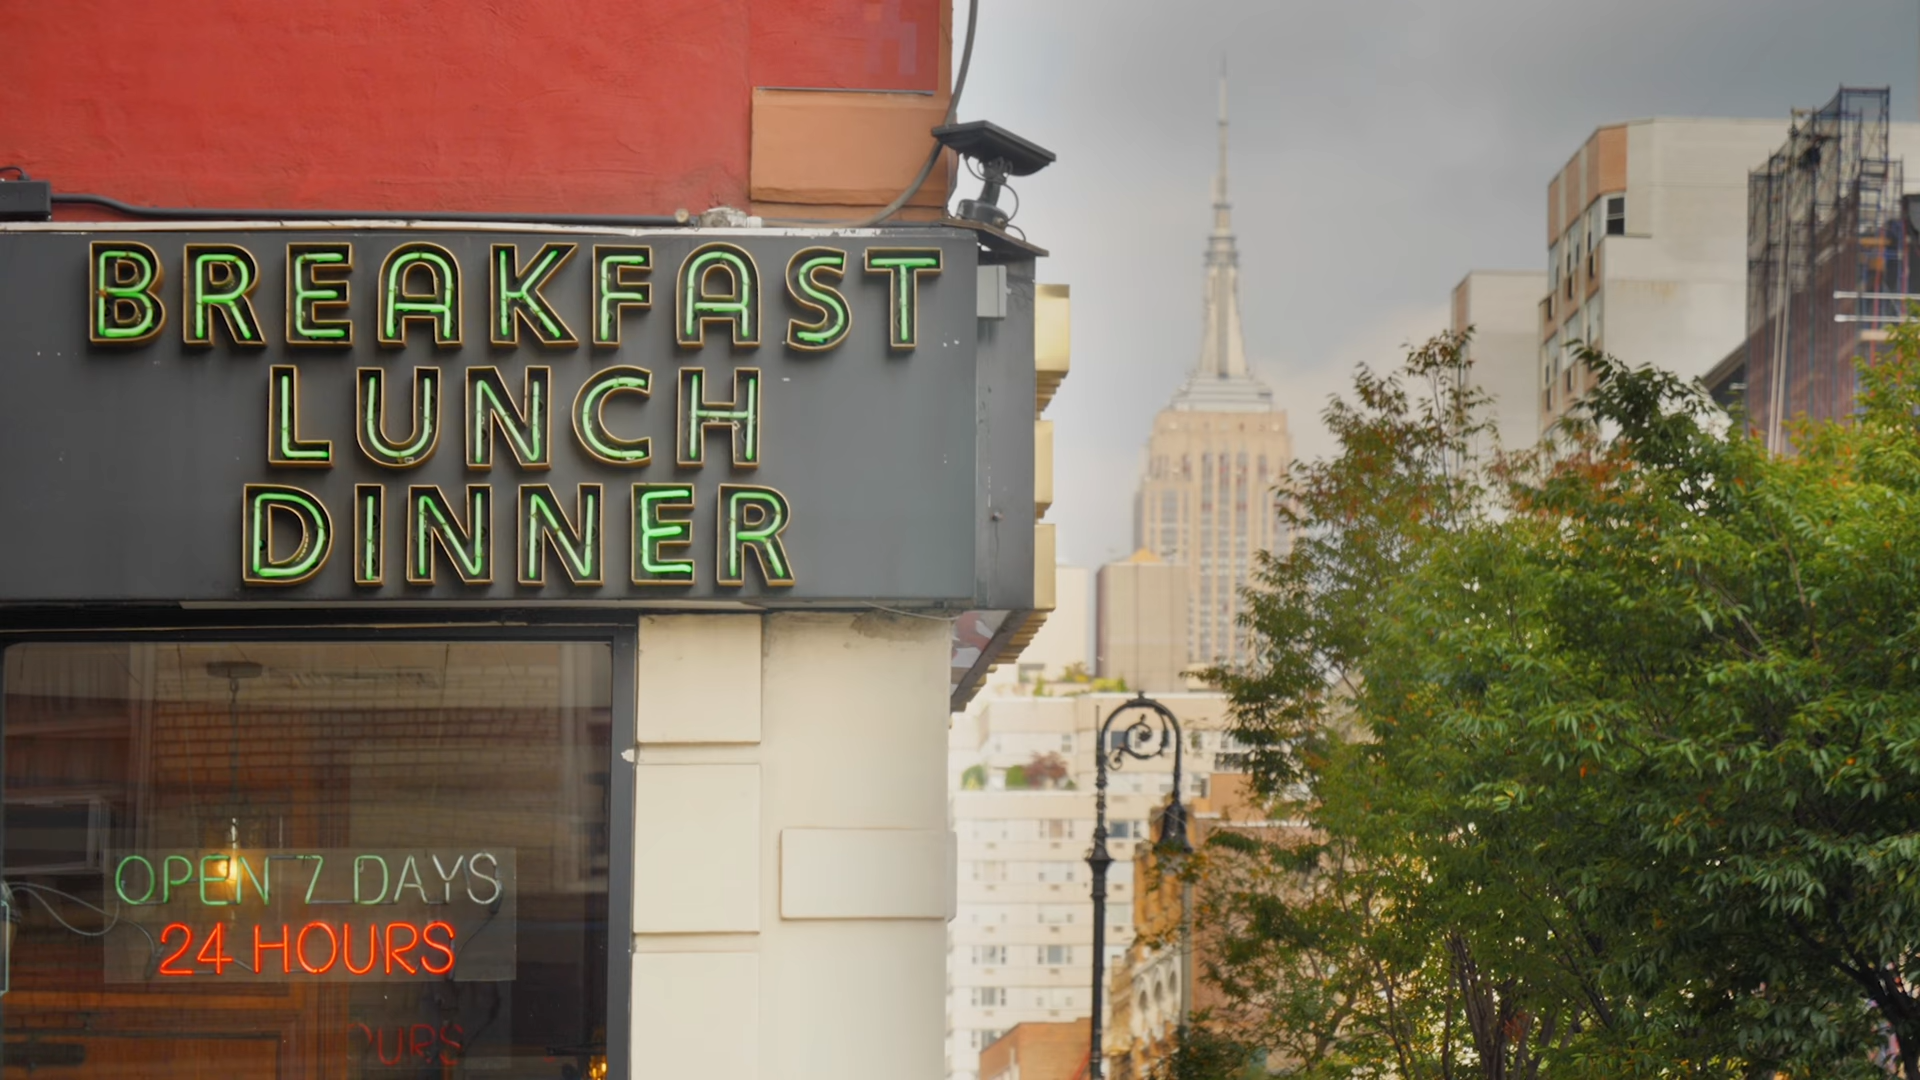 BREAKFAST
LUNCH
DINNER
OPEN 7 DAYS
24 HOURS